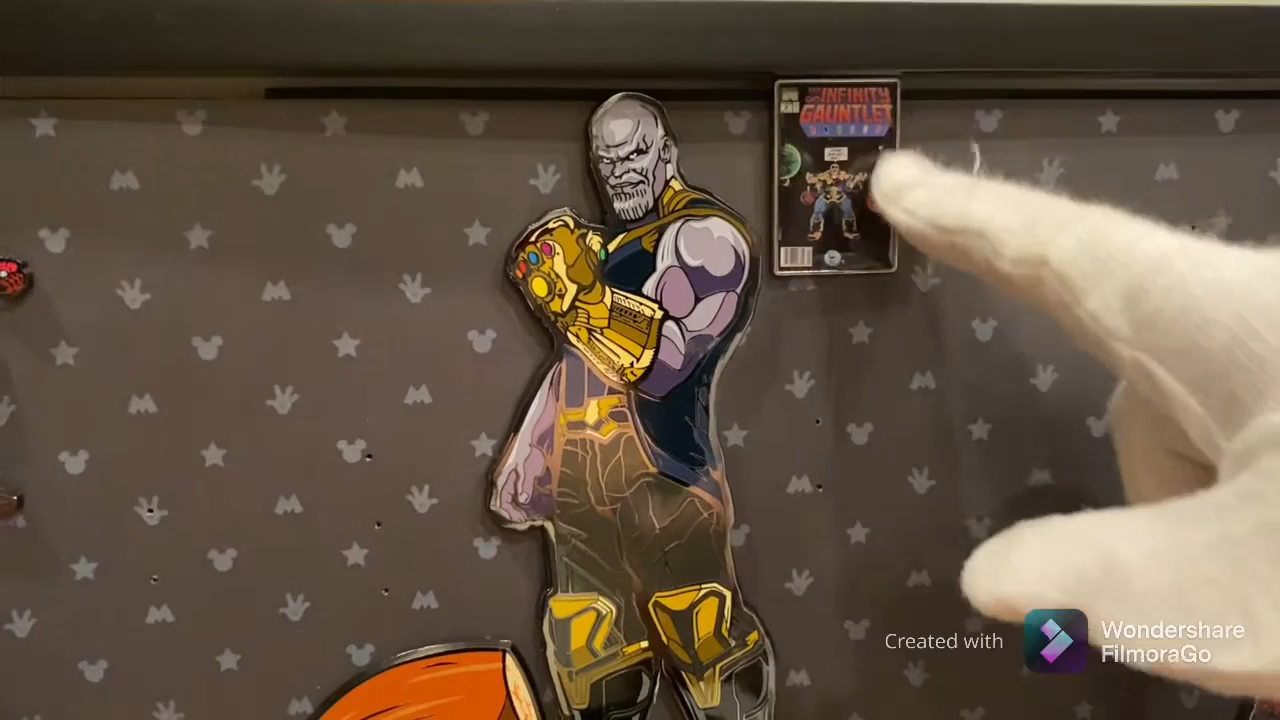 THE INFINITY
GAUNTLET
Created with
Wondershare
FilmoraGo